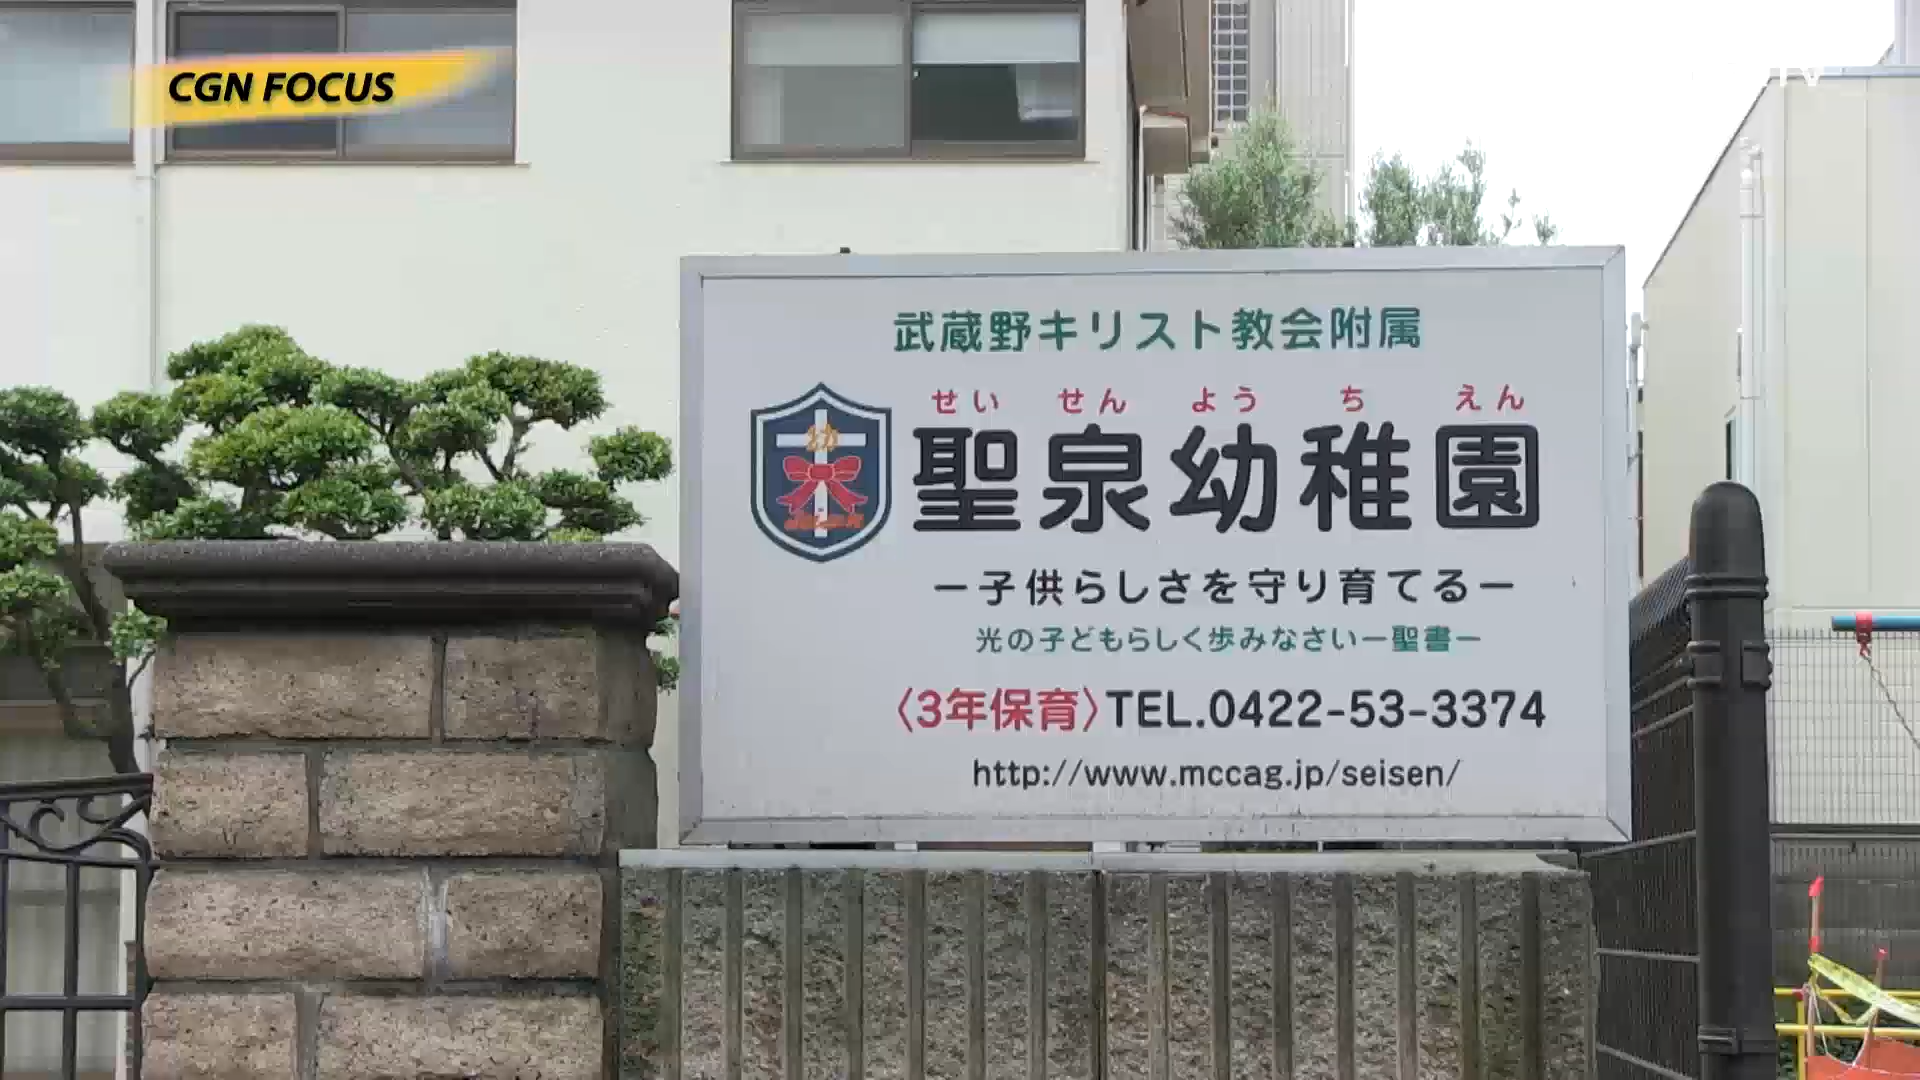 CGN FOCUS
武蔵野キリスト教会附属
せい せん よう ち えん
幼
聖泉幼稚園
ー子供らしさを守り育てるー
光の子どもらしく歩みなさいー聖書ー
〈3年保育〉TEL.0422-53-3374
http://www.mccag.jp/seisen/